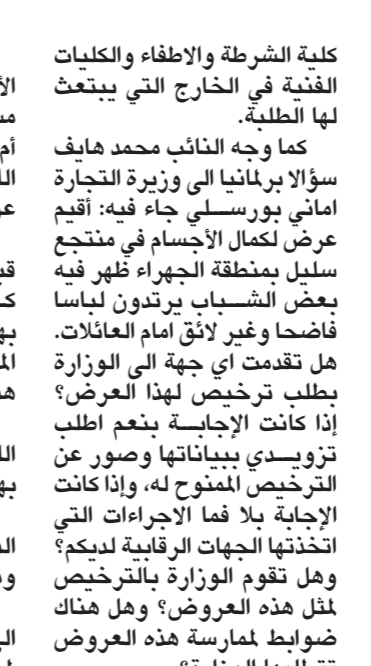 كلية الشرطة والاطفاء والكليات
الفنية في الخارج التي يبتعث
لها الطلبة.
كما وجه النائب محمد هايف
سؤالا برلمانيا الى وزيرة التجارة
اماني بورســلي جاء فيه: أقيم
عرض لكمال الأجسام في منتجع
سليل بمنطقة الجهراء ظهر فيه
بعض الشــباب يرتدون لباسا
فاضحا وغير لائق امام العائلات.
هل تقدمت اي جهة الى الوزارة
بطلب ترخيص لهذا العرض؟
إذا كانت الإجابــة بنعم اطلب
تزويــدي ببياناتها وصور عن
الترخيص الممنوح له، وإذا كانت
الإجابة بلا فما الاجراءات التي
اتخذتها الجهات الرقابية لديكم؟
وهل تقوم الوزارة بالترخيص
لمثل هذه العروض؟ وهل هناك
ضوابط لممارسة هذه العروض